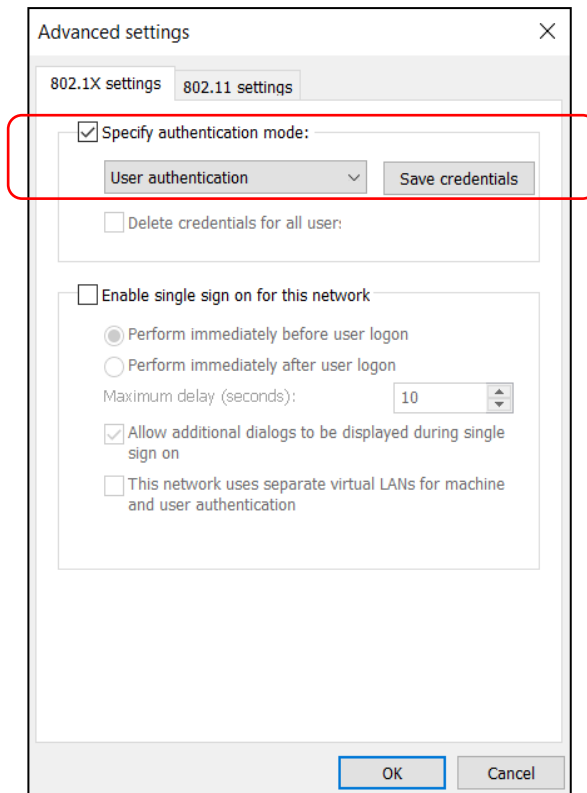 Advanced settings
802.1X settings
802.11 settings
Specify authentication mode:
User authentication
Save credentials
Delete credentials for all user:
Enable single sign on for this network
Perform immediately before user logon
Perform immediately after user logon
Maximum delay (seconds):
10
Allow additional dialogs to be displayed during single
sign on
This network uses separate virtual LANs for machine
and user authentication
OK
Cancel